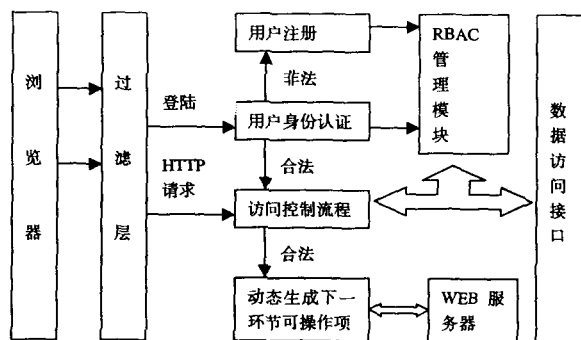 浏览器
过滤层
登陆
HTTP
请求
用户注册
非法
用户身份认证
合法
访问控制流程
合法
动态生成下一
环节可操作项
RBAC
管
理
模
块
WEB 服
务器
数据访问接口